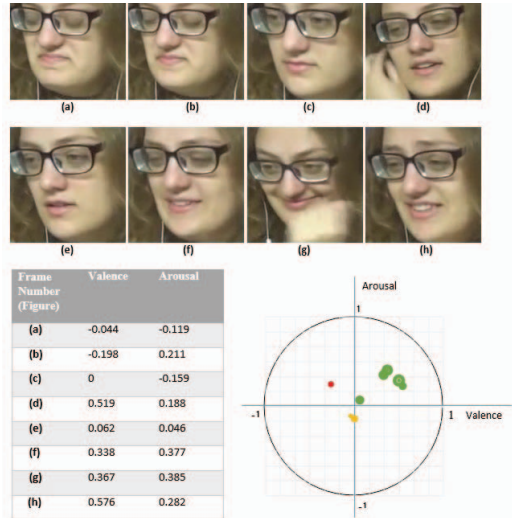 (a) (b) (c) (d)
(e) (f) (g) (h)
Frame Number (Figure) Valence Arousal
(a) -0.044 -0.119
(b) -0.198 0.211
(c) 0 -0.159
(d) 0.519 0.188
(e) 0.062 0.046
(f) 0.338 0.377
(g) 0.367 0.385
(h) 0.576 0.282
Arousal
1
-1 1 Valence
-1